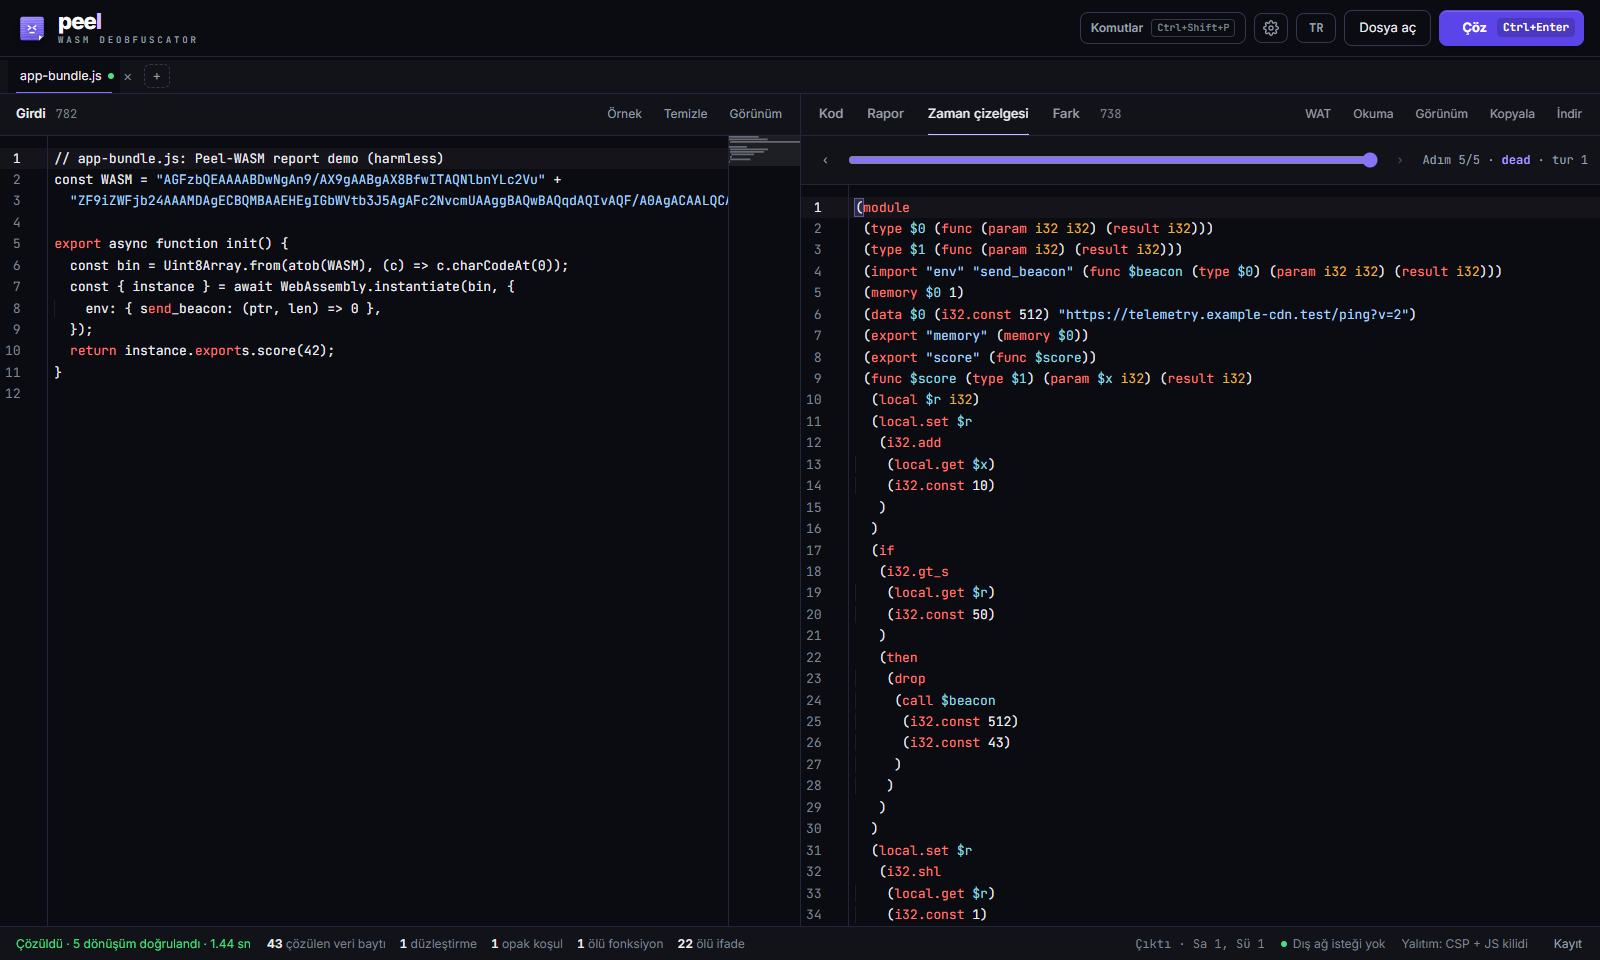 peel
WASM DEOBFUSCATOR
Komutlar Ctrl+Shift+P
TR
Dosya aç
Çöz Ctrl+Enter
app-bundle.js × +
Girdi 782 Örnek Temizle Görünüm
1 // app-bundle.js: Peel-WASM report demo (harmless)
2 const WASM = "AGFzbQEAAAABDwNgAn9/AX9gAABgAX8BfwITAQNlbnYLc2Vu" +
3 "ZF9iZWFjb24AAAMDAgECBQMBAAEHEgIGbWVtb3J5AgAFc2NvcmUAAggBAQwBAQqdAQIvAQF/A0AgACAALQCA
4
5 export async function init() {
6 const bin = Uint8Array.from(atob(WASM), (c) => c.charCodeAt(0));
7 const { instance } = await WebAssembly.instantiate(bin, {
8 env: { send_beacon: (ptr, len) => 0 },
9 });
10 return instance.exports.score(42);
11 }
12
Kod Rapor Zaman çizelgesi Fark 738 WAT Okuma Görünüm Kopyala İndir
‹ › Adım 5/5 · dead · tur 1
1 (module
2 (type $0 (func (param i32 i32) (result i32)))
3 (type $1 (func (param i32) (result i32)))
4 (import "env" "send_beacon" (func $beacon (type $0) (param i32 i32) (result i32)))
5 (memory $0 1)
6 (data $0 (i32.const 512) "https://telemetry.example-cdn.test/ping?v=2")
7 (export "memory" (memory $0))
8 (export "score" (func $score))
9 (func $score (type $1) (param $x i32) (result i32)
10 (local $r i32)
11 (local.set $r
12 (i32.add
13 (local.get $x)
14 (i32.const 10)
15 )
16 )
17 (if
18 (i32.gt_s
19 (local.get $r)
20 (i32.const 50)
21 )
22 (then
23 (drop
24 (call $beacon
25 (i32.const 512)
26 (i32.const 43)
27 )
28 )
29 )
30 )
31 (local.set $r
32 (i32.shl
33 (local.get $r)
34 (i32.const 1)
Çözüldü · 5 dönüşüm doğrulandı · 1.44 sn 43 çözülen veri baytı 1 düzleştirme 1 opak koşul 1 ölü fonksiyon 22 ölü ifade Çıktı · Sa 1, Sü 1 Dış ağ isteği yok Yalıtım: CSP + JS kilidi Kayıt